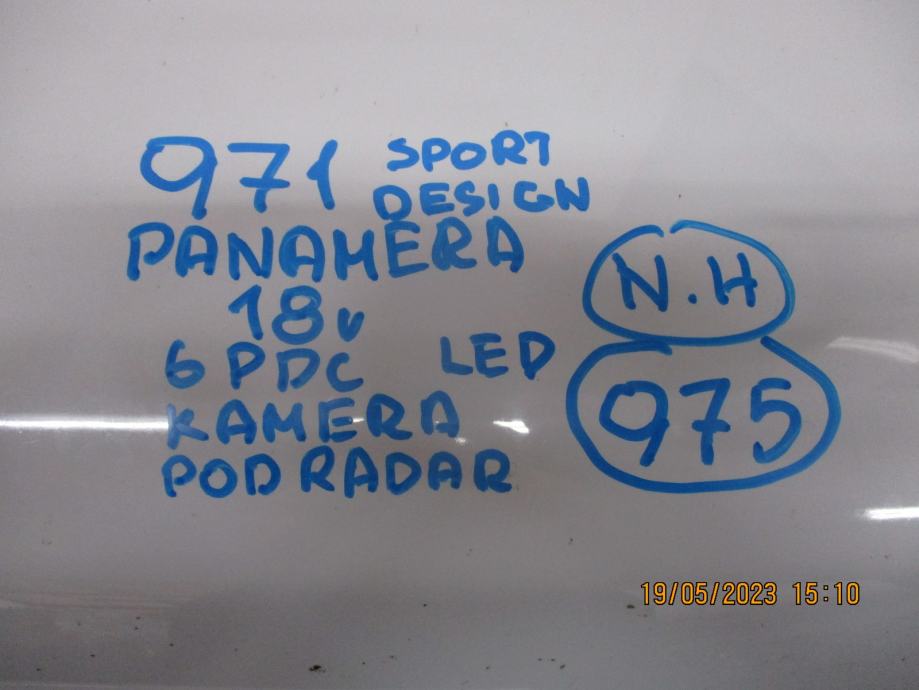 971 SPORT
DESIGN
PANAMERA
18v
6 PDC LED
KAMERA
POD RADAR
N.H
975
19/05/2023 15:10